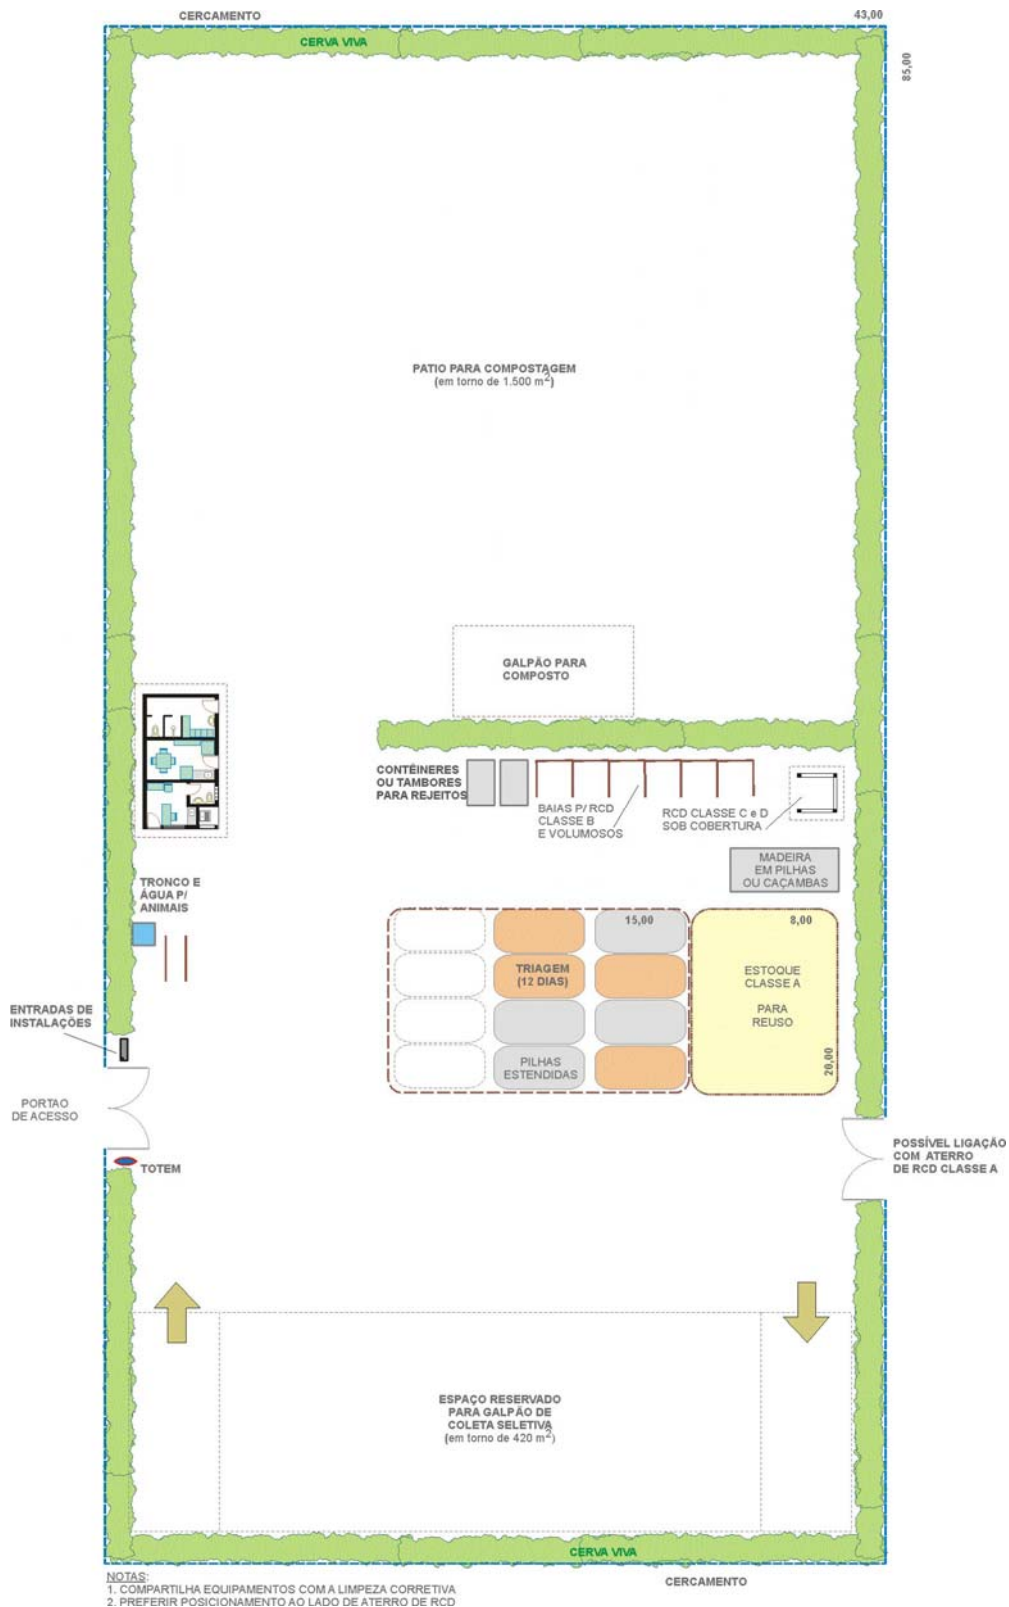 CERCAMENTO
43,00
CERVA VIVA
85,00
PATIO PARA COMPOSTAGEM
(em torno de 1.500 m²)
GALPÃO PARA
COMPOSTO
CONTÊINERES
OU TAMBORES
PARA REJEITOS
BAIAS P/ RCD
CLASSE B
E VOLUMOSOS
RCD CLASSE C e D
SOB COBERTURA
MADEIRA
EM PILHAS
OU CAÇAMBAS
TRONCO E
ÁGUA P/
ANIMAIS
15,00
8,00
TRIAGEM
(12 DIAS)
ESTOQUE
CLASSE A
PARA
REUSO
20,00
PILHAS
ESTENDIDAS
ENTRADAS DE
INSTALAÇÕES
PORTAO
DE ACESSO
TOTEM
POSSÍVEL LIGAÇÃO
COM ATERRO
DE RCD CLASSE A
ESPAÇO RESERVADO
PARA GALPÃO DE
COLETA SELETIVA
(em torno de 420 m²)
CERVA VIVA
CERCAMENTO
NOTAS:
1. COMPARTILHA EQUIPAMENTOS COM A LIMPEZA CORRETIVA
2. PREFERIR POSICIONAMENTO AO LADO DE ATERRO DE RCD